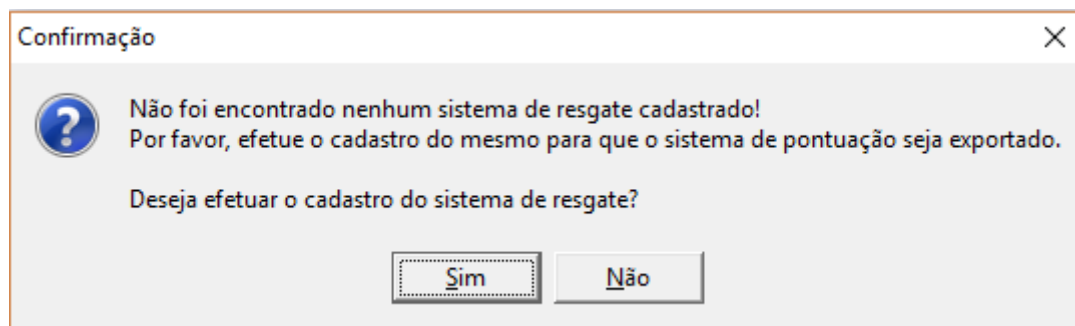 Confirmação
Não foi encontrado nenhum sistema de resgate cadastrado!
Por favor, efetue o cadastro do mesmo para que o sistema de pontuação seja exportado.
Deseja efetuar o cadastro do sistema de resgate?
Sim Não